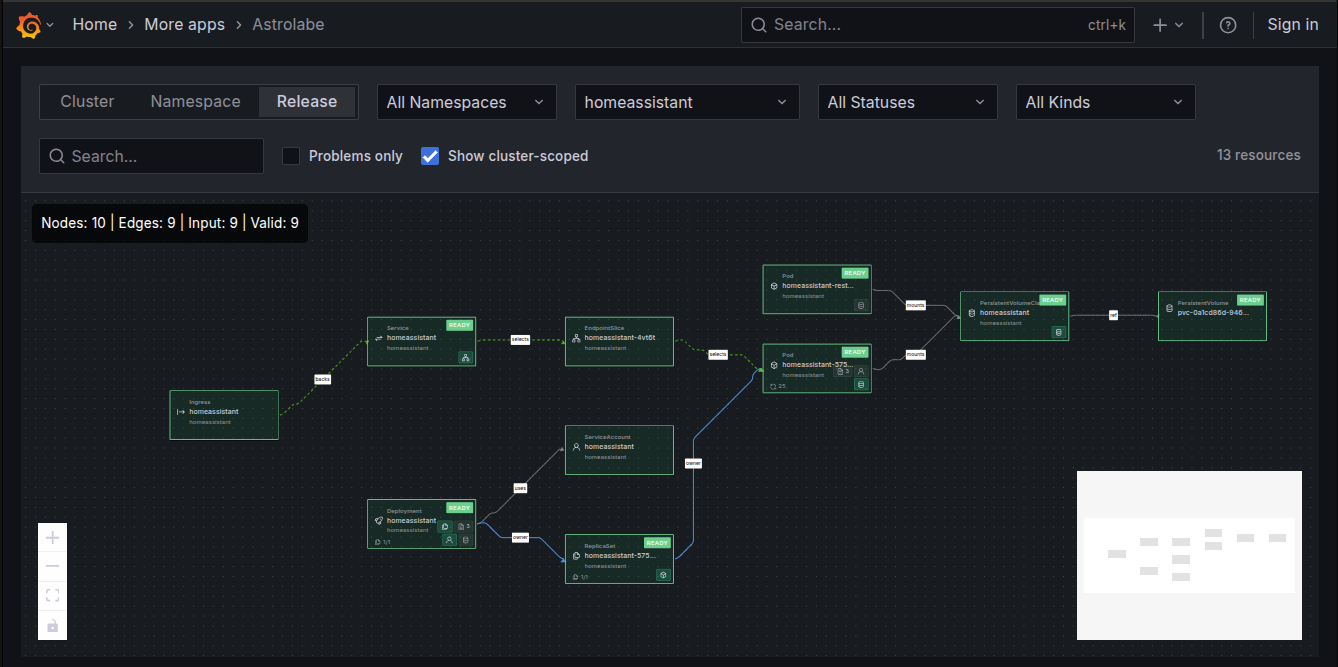 Home > More apps > Astrolabe
Search...
ctrl+k
Sign in
Cluster
Namespace
Release
All Namespaces
homeassistant
All Statuses
All Kinds
Search...
Problems only
Show cluster-scoped
13 resources
Nodes: 10 | Edges: 9 | Input: 9 | Valid: 9
Pod
READY
homeassistant-rest...
homeassistant
mounts
PersistentVolumeCla
READY
homeassistant
homeassistant
ref
PersistentVolume
READY
pvc-0a1cd86d-946...
Service
READY
homeassistant
homeassistant
selects
EndpointSlice
homeassistant-4vt6t
homeassistant
selects
Pod
READY
homeassistant-575...
homeassistant
3
25
mounts
backs
Ingress
homeassistant
homeassistant
ServiceAccount
homeassistant
homeassistant
owner
uses
Deployment
READY
homeassistant
homeassistant
3
1/1
owner
ReplicaSet
READY
homeassistant-575...
homeassistant
1/1